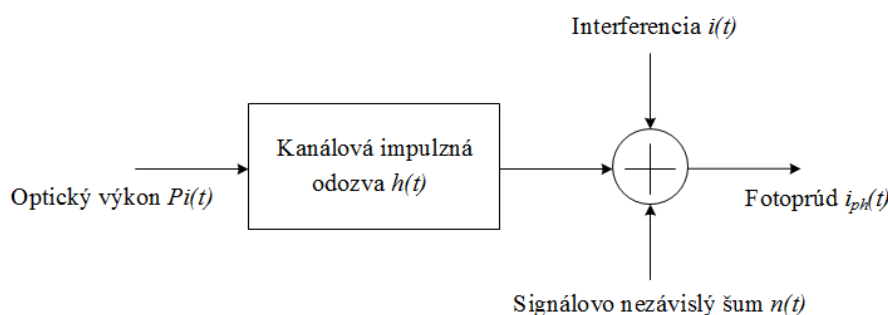 Interferencia i(t)
Kanálová impulzná
odozva h(t)
Optický výkon Pi(t)
Fotoprúd iph(t)
Signálovo nezávislý šum n(t)